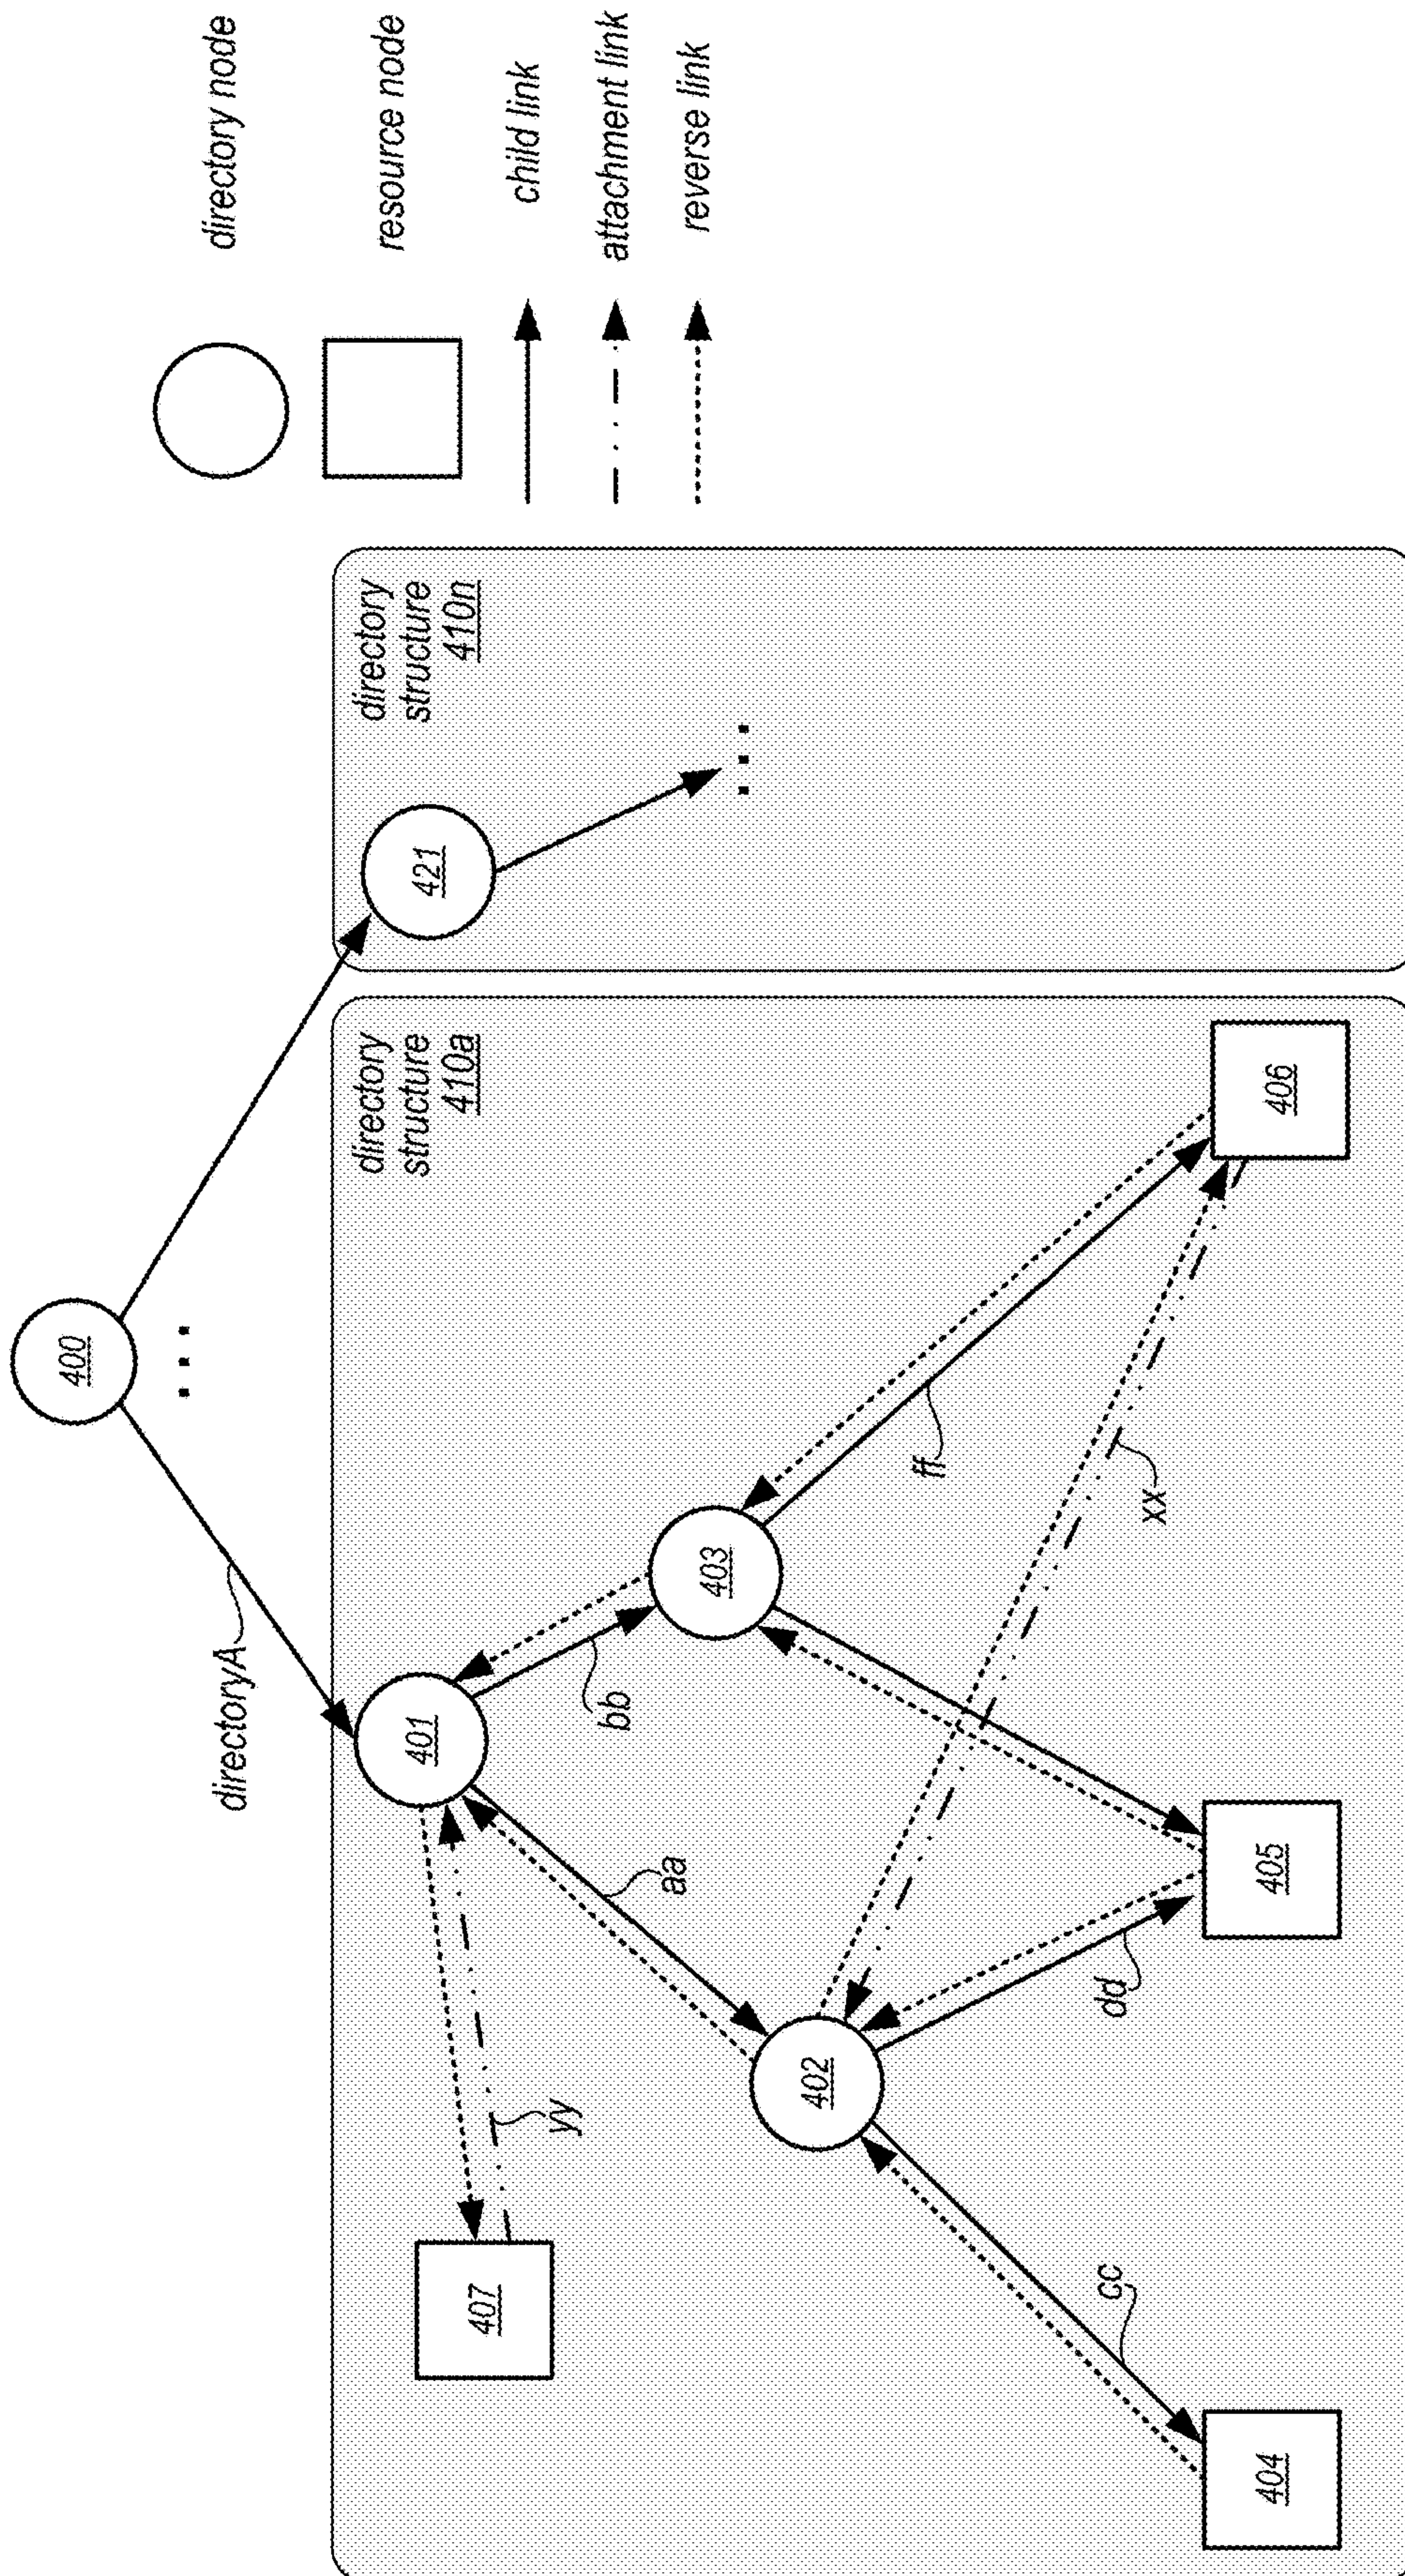 directory node
resource node
child link
attachment link
reverse link
400
directoryA
directory
structure
410a
directory
structure
410n
401
421
407
yy
aa
bb
403
402
ff
cc
dd
xx
404
405
406